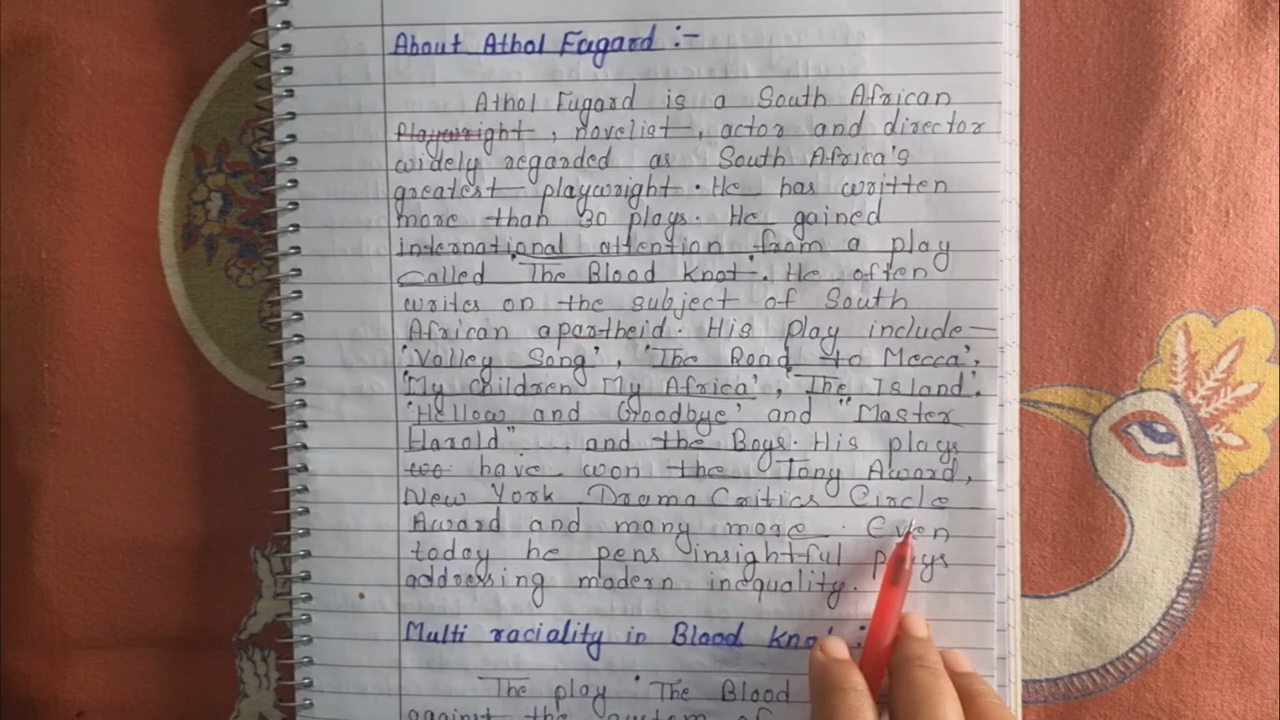 About Athol Fugard :-
Athol Fugard is a South African
Playwright, novelist, actor and director
widely regarded as South Africa's
greatest playwright. He has written
more than 30 plays. He gained
international attention from a play
called 'The Blood Knot'. He often
writes on the subject of South
African apartheid. His play include—
'Valley Song', 'The Road to Mecca',
'My children My Africa', 'The Island'.
'Hellow and Goodbye' and "Master
Harold" and the Boys. His plays
have won the Tony Award,
New York Drama Critics Circle
Award and many more. Even
today he pens insightful plays
addressing modern inequality.
Multi raciality in Blood Knot :
The play 'The Blood
against the system of